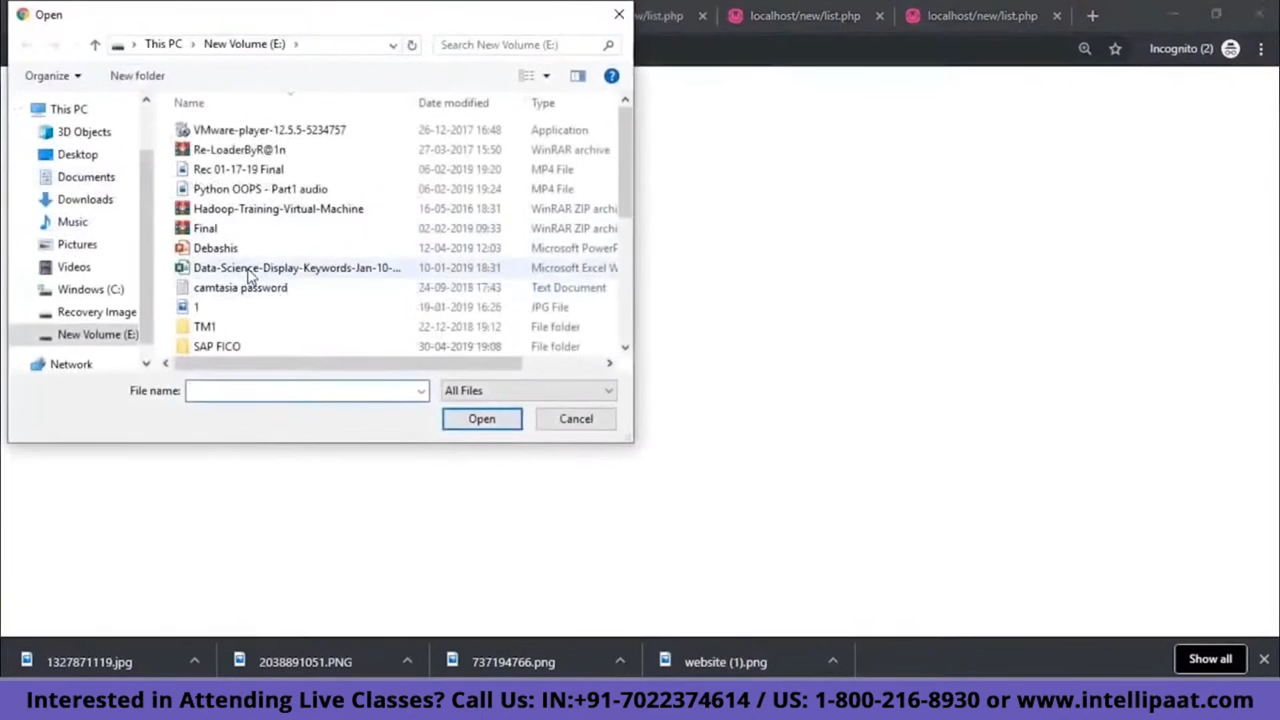 Open
w/list.php
localhost/new/list.php
localhost/new/list.php
This PC
New Volume (E:)
Search New Volume (E:)
Incognito (2)
Organize
New folder
This PC
3D Objects
Desktop
Documents
Downloads
Music
Pictures
Videos
Windows (C:)
Recovery Image
New Volume (E:)
Network
Name Date modified Type
VMware-player-12.5.5-5234757 26-12-2017 16:48 Application
Re-LoaderByR@1n 27-03-2017 15:50 WinRAR archive
Rec 01-17-19 Final 06-02-2019 19:20 MP4 File
Python OOPS - Part1 audio 06-02-2019 19:24 MP4 File
Hadoop-Training-Virtual-Machine 16-05-2016 18:31 WinRAR ZIP archi
Final 02-02-2019 09:33 WinRAR ZIP archi
Debashis 12-04-2019 12:03 Microsoft PowerP
Data-Science-Display-Keywords-Jan-10-... 10-01-2019 18:31 Microsoft Excel W
camtasia password 24-09-2018 17:43 Text Document
1 19-01-2019 16:26 JPG File
TM1 22-12-2018 19:12 File folder
SAP FICO 30-04-2019 19:08 File folder
File name:
All Files
Open
Cancel
1327871119.jpg
2038891051.PNG
737194766.png
website (1).png
Show all
Interested in Attending Live Classes? Call Us: IN:+91-7022374614 / US: 1-800-216-8930 or www.intellipaat.com